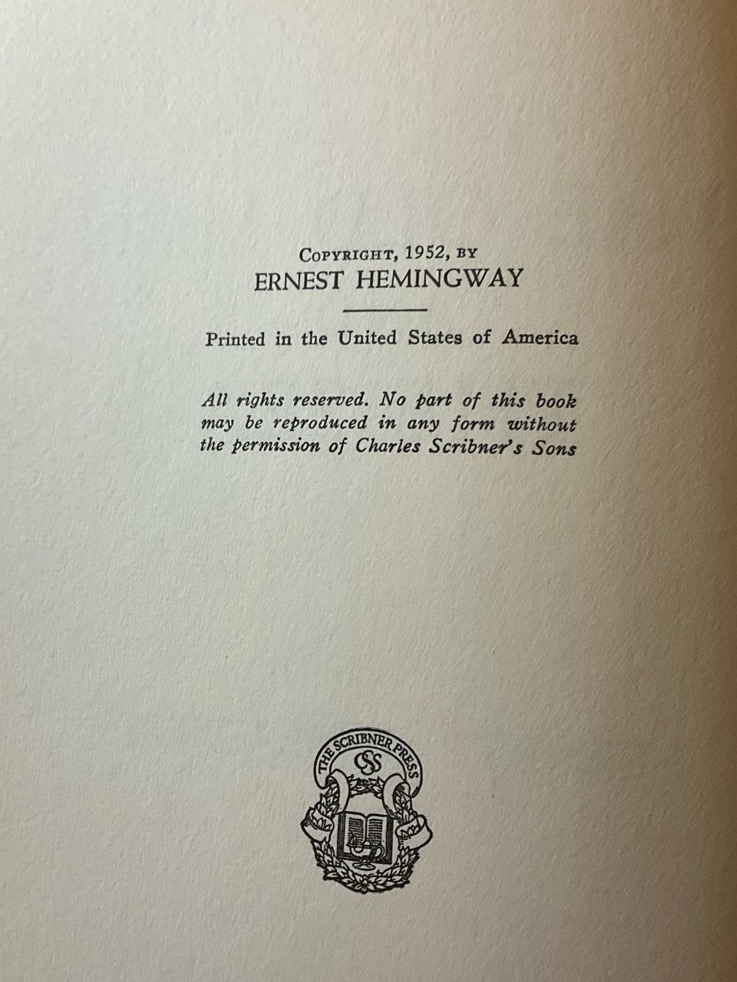 COPYRIGHT, 1952, BY
ERNEST HEMINGWAY
Printed in the United States of America
All rights reserved. No part of this book
may be reproduced in any form without
the permission of Charles Scribner's Sons
THE SCRIBNER PRESS
CSS